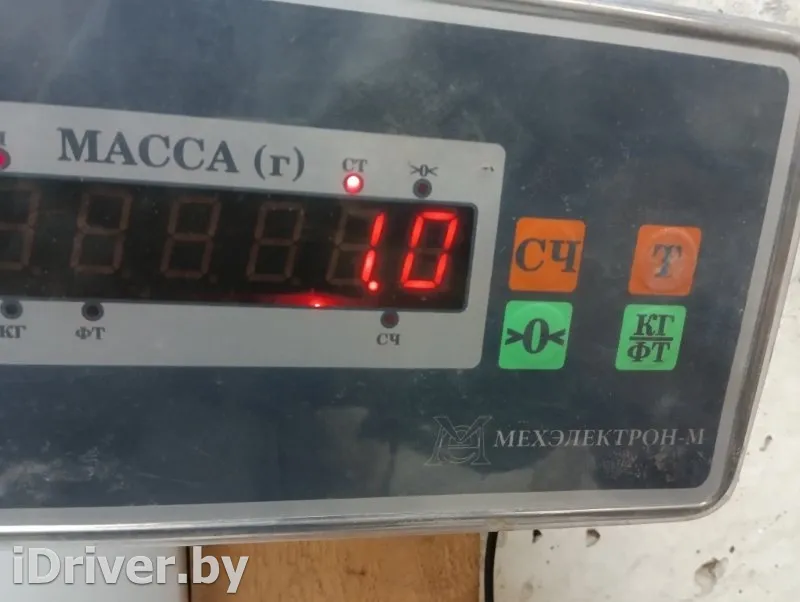 МАССА (г)
СТ
>0<
1.0
КГ
ФТ
СЧ
СЧ
Т
>0<
КГ
ФТ
МЕХЭЛЕКТРОН-М
iDriver.by